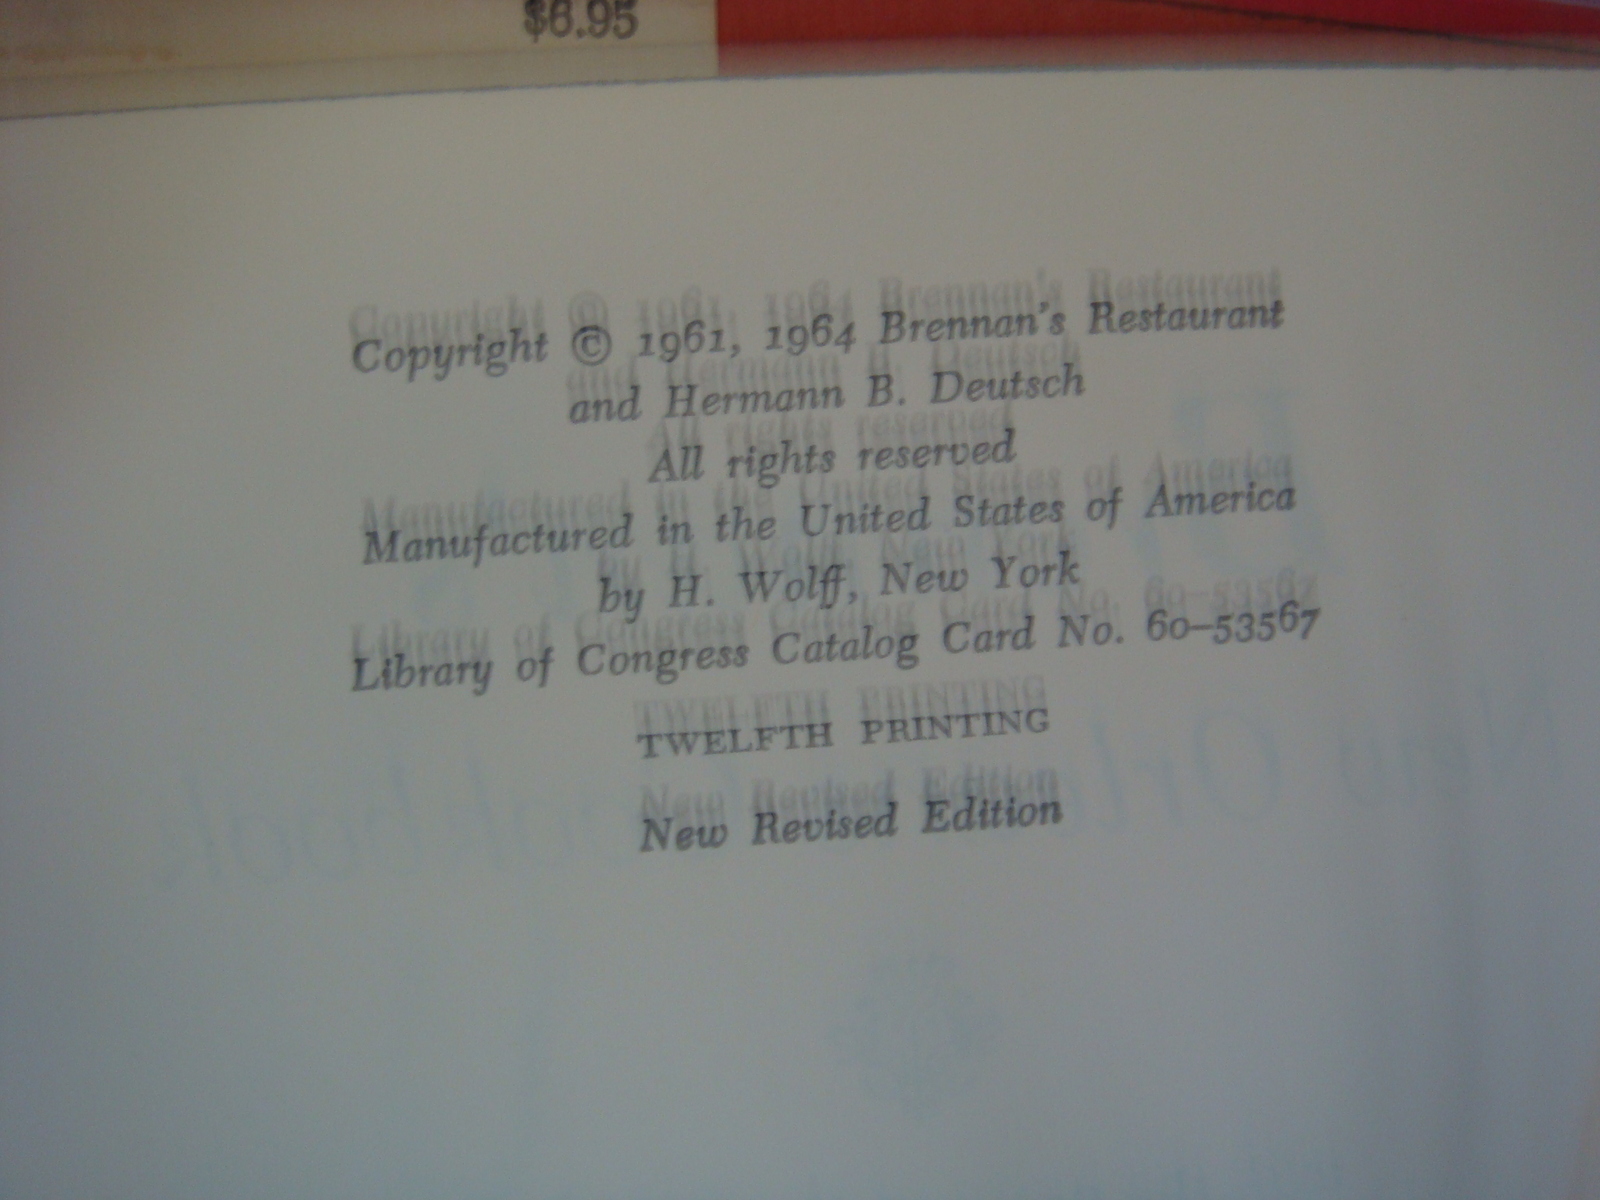 $6.95
Copyright © 1961, 1964 Brennan's Restaurant
and Hermann B. Deutsch
All rights reserved
Manufactured in the United States of America
by H. Wolff, New York
Library of Congress Catalog Card No. 60–53567
TWELFTH PRINTING
New Revised Edition